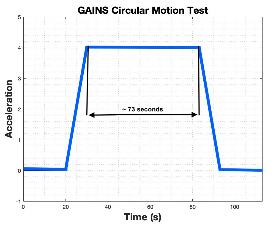 GAINS Circular Motion Test
5
4
3
2
1
0
-1
Acceleration
~ 73 seconds
0 20 40 60 80 100
Time (s)